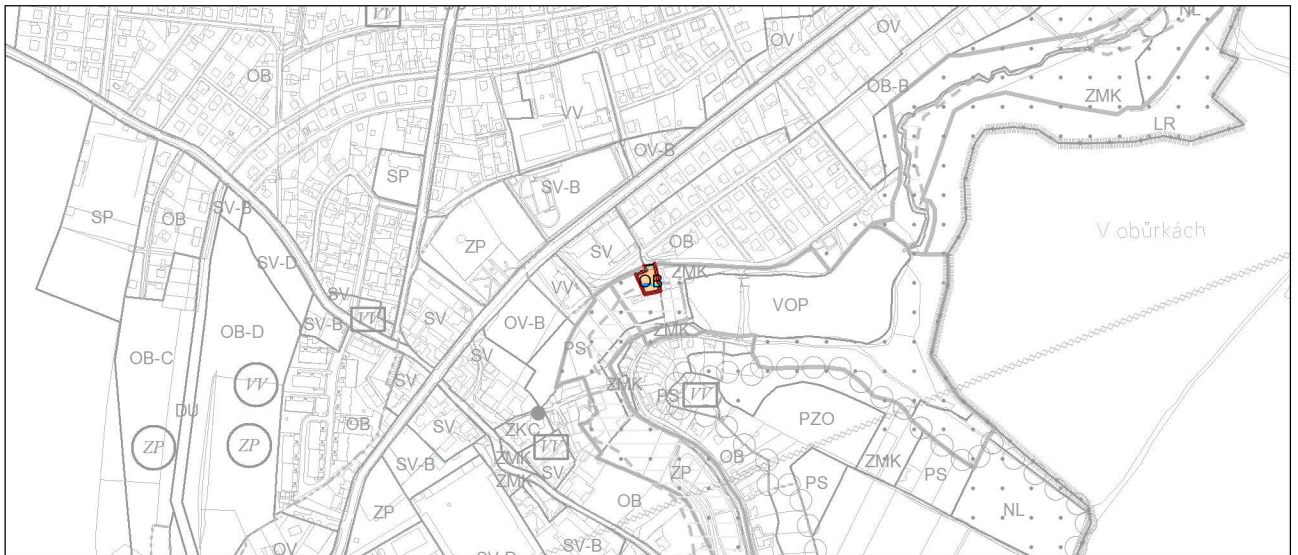 VV
NL
OV
OV
OB
OB-B
ZMK
VV
LR
OV-B
SP
SV-B
SP
OB
SV-B
V obůrkách
ZP
SV
OB
SV-D
OB
ZMK
VV
SV
SV
VOP
SV-B
VV
OV-B
OB-D
ZMK
OB-C
PS
SV
SV
ZMK
VV
PS
VV
DU
PZO
OB
ZKC
SV
VV
OB
ZP
ZP
ZMK
ZMK
SV
SV-B
ZP
PS
ZMK
PS
ZP
OB
NL
OV
SV-B
SV-B